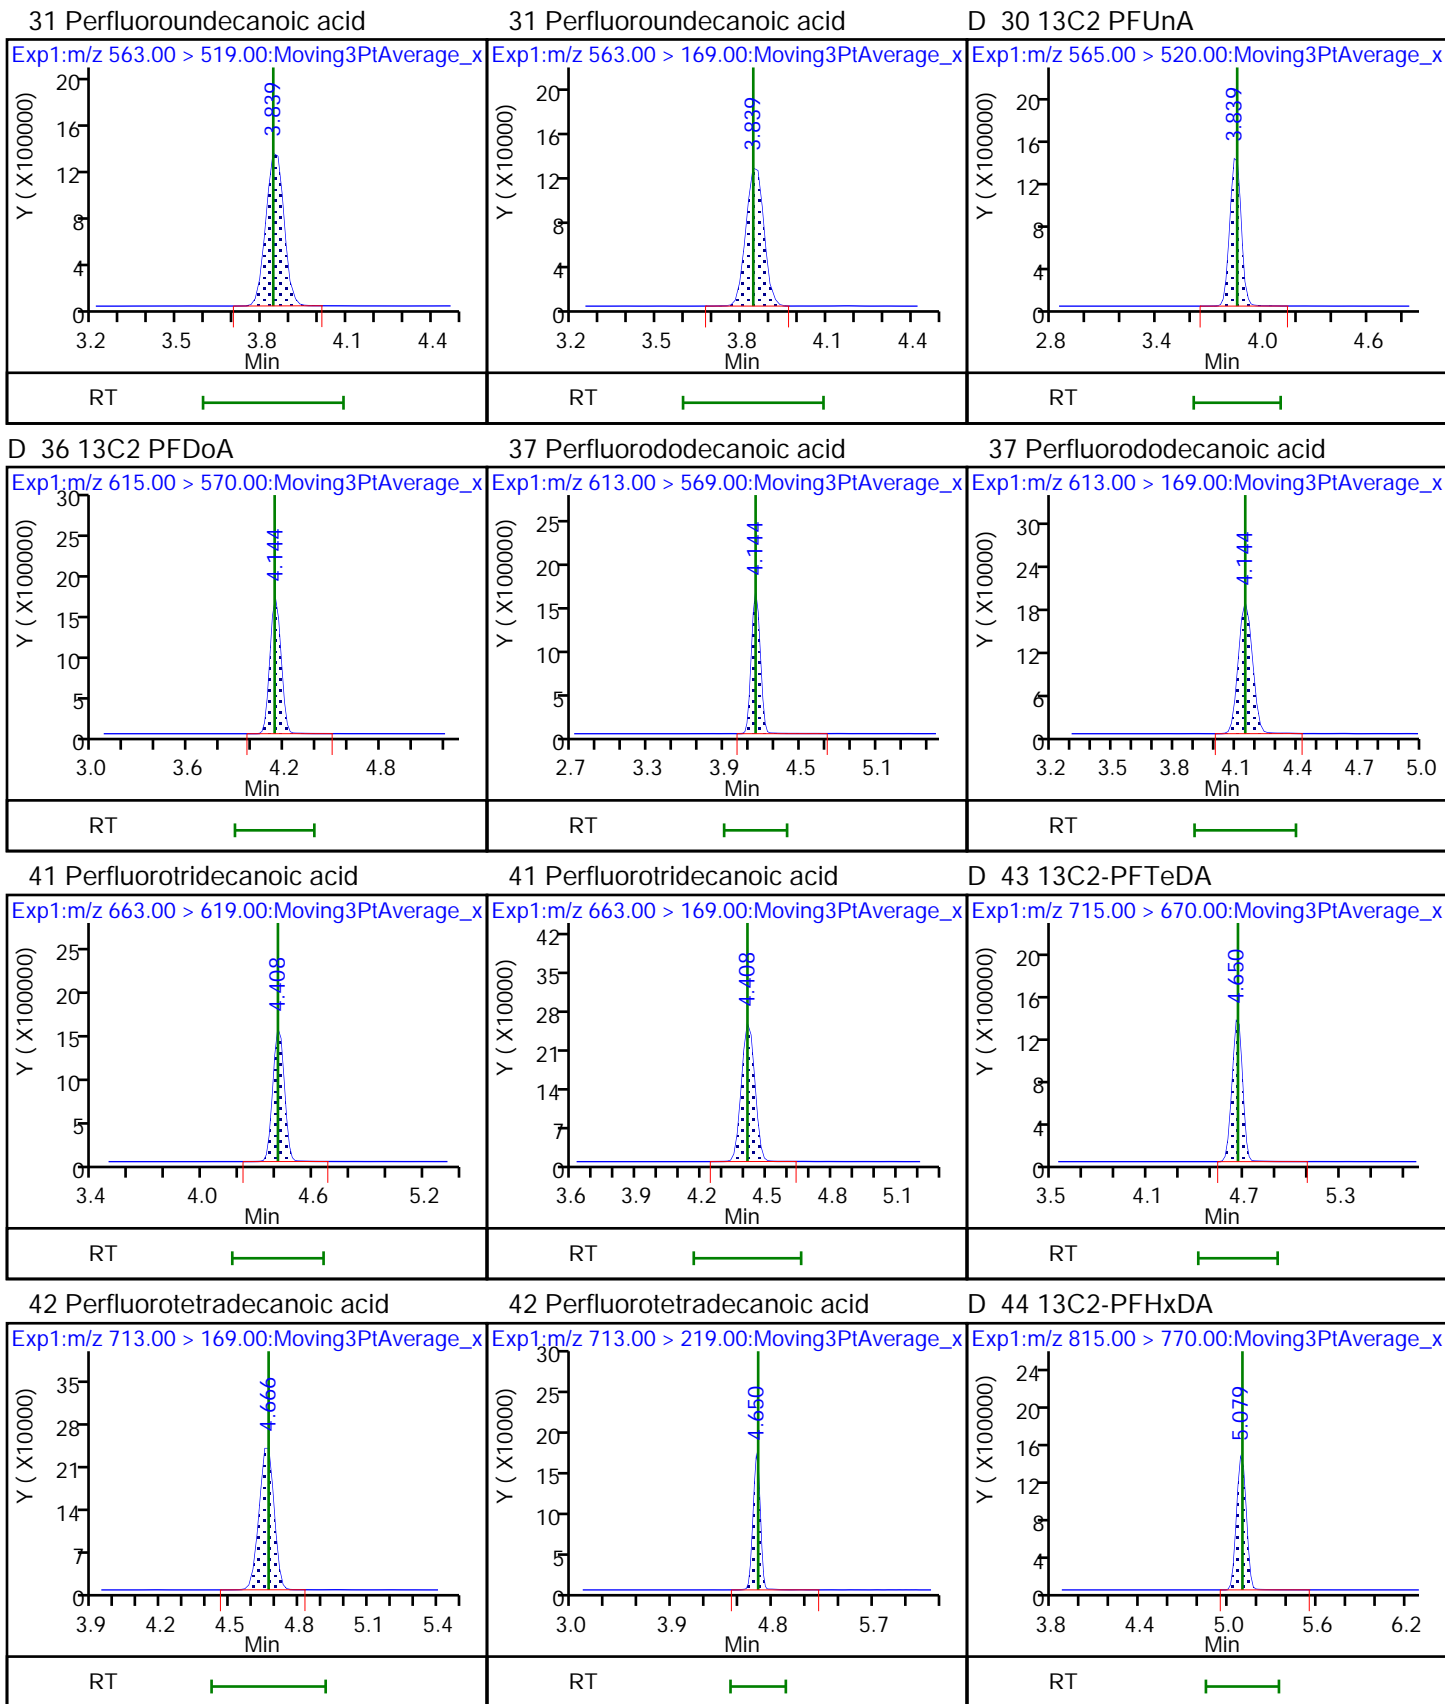 31 Perfluoroundecanoic acid
Exp1:m/z 563.00 > 519.00:Moving3PtAverage_x
Y ( X100000)
20
16
12
8
4
0
3.839
3.2 3.5 3.8 4.1 4.4
Min
RT
31 Perfluoroundecanoic acid
Exp1:m/z 563.00 > 169.00:Moving3PtAverage_x
Y ( X10000)
20
16
12
8
4
0
3.839
3.2 3.5 3.8 4.1 4.4
Min
RT
D 30 13C2 PFUnA
Exp1:m/z 565.00 > 520.00:Moving3PtAverage_x
Y ( X100000)
20
16
12
8
4
0
3.839
2.8 3.4 4.0 4.6
Min
RT
D 36 13C2 PFDoA
Exp1:m/z 615.00 > 570.00:Moving3PtAverage_x
Y ( X100000)
30
25
20
15
10
5
0
4.144
3.0 3.6 4.2 4.8
Min
RT
37 Perfluorododecanoic acid
Exp1:m/z 613.00 > 569.00:Moving3PtAverage_x
Y ( X100000)
25
20
15
10
5
0
4.144
2.7 3.3 3.9 4.5 5.1
Min
RT
37 Perfluorododecanoic acid
Exp1:m/z 613.00 > 169.00:Moving3PtAverage_x
Y ( X10000)
30
24
18
12
6
0
4.144
3.2 3.5 3.8 4.1 4.4 4.7 5.0
Min
RT
41 Perfluorotridecanoic acid
Exp1:m/z 663.00 > 619.00:Moving3PtAverage_x
Y ( X100000)
25
20
15
10
5
0
4.408
3.4 4.0 4.6 5.2
Min
RT
41 Perfluorotridecanoic acid
Exp1:m/z 663.00 > 169.00:Moving3PtAverage_x
Y ( X10000)
42
35
28
21
14
7
0
4.408
3.6 3.9 4.2 4.5 4.8 5.1
Min
RT
D 43 13C2-PFTeDA
Exp1:m/z 715.00 > 670.00:Moving3PtAverage_x
Y ( X100000)
20
16
12
8
4
0
4.650
3.5 4.1 4.7 5.3
Min
RT
42 Perfluorotetradecanoic acid
Exp1:m/z 713.00 > 169.00:Moving3PtAverage_x
Y ( X10000)
35
28
21
14
7
0
4.666
3.9 4.2 4.5 4.8 5.1 5.4
Min
RT
42 Perfluorotetradecanoic acid
Exp1:m/z 713.00 > 219.00:Moving3PtAverage_x
Y ( X10000)
30
25
20
15
10
5
0
4.650
3.0 3.9 4.8 5.7
Min
RT
D 44 13C2-PFHxDA
Exp1:m/z 815.00 > 770.00:Moving3PtAverage_x
Y ( X100000)
24
20
16
12
8
4
0
5.079
3.8 4.4 5.0 5.6 6.2
Min
RT